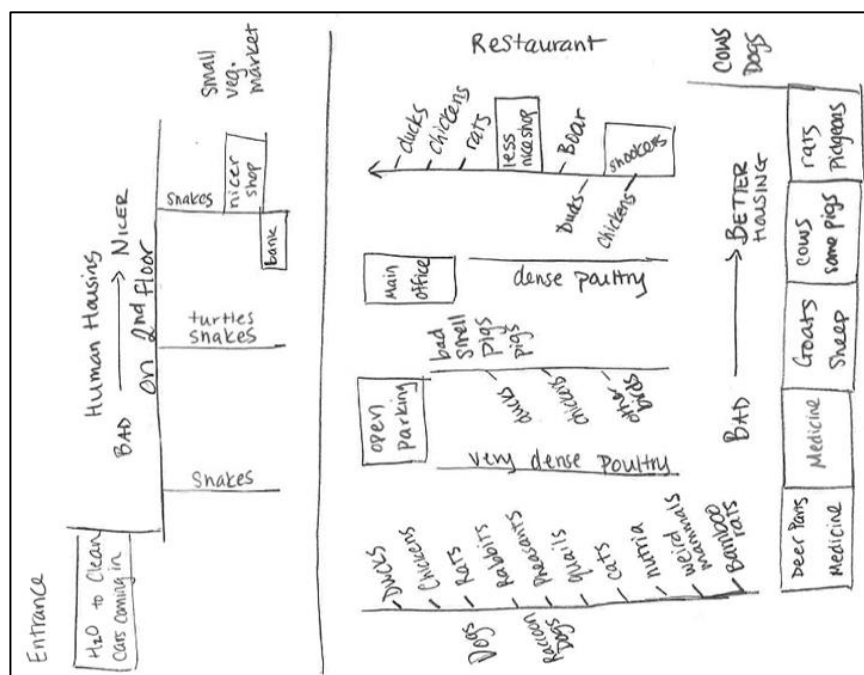 Small
veg.
market
nicer
shop
Snakes
bank
Human Housing
BAD → NICER
on 2nd floor
turtles
snakes
Snakes
Entrance
H2O to Clean
Cars coming in
Restaurant
ducks
chickens
rats
less
nice shop
Boar
snookers
Ducks
chickens
Main
Office
dense poultry
bad
smell
pigs
pigs
ducks
chickens
other
birds
open
parking
very dense poultry
Ducks
Chickens
Rats
Rabbits
Pheasants
quails
cats
nutria
weird
mammals
Bamboo
rats
Dogs
Raccoon
Dogs
COWS
Dogs
BAD → BETTER
HOUSING
rats
Pidgeons
cows
some pigs
Goats
Sheep
Medicine
Deer Parts
Medicine